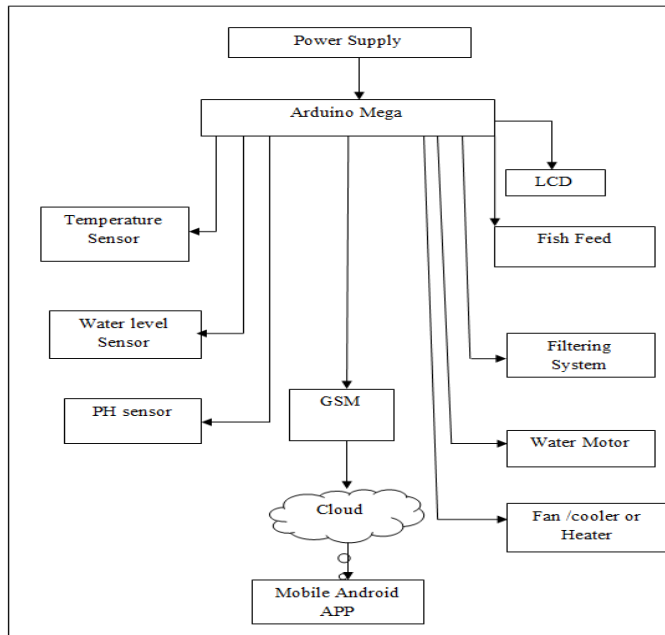 Power Supply
Arduino Mega
LCD
Temperature
Sensor
Fish Feed
Water level
Sensor
Filtering
System
PH sensor
GSM
Water Motor
Cloud
Fan /cooler or
Heater
Mobile Android
APP